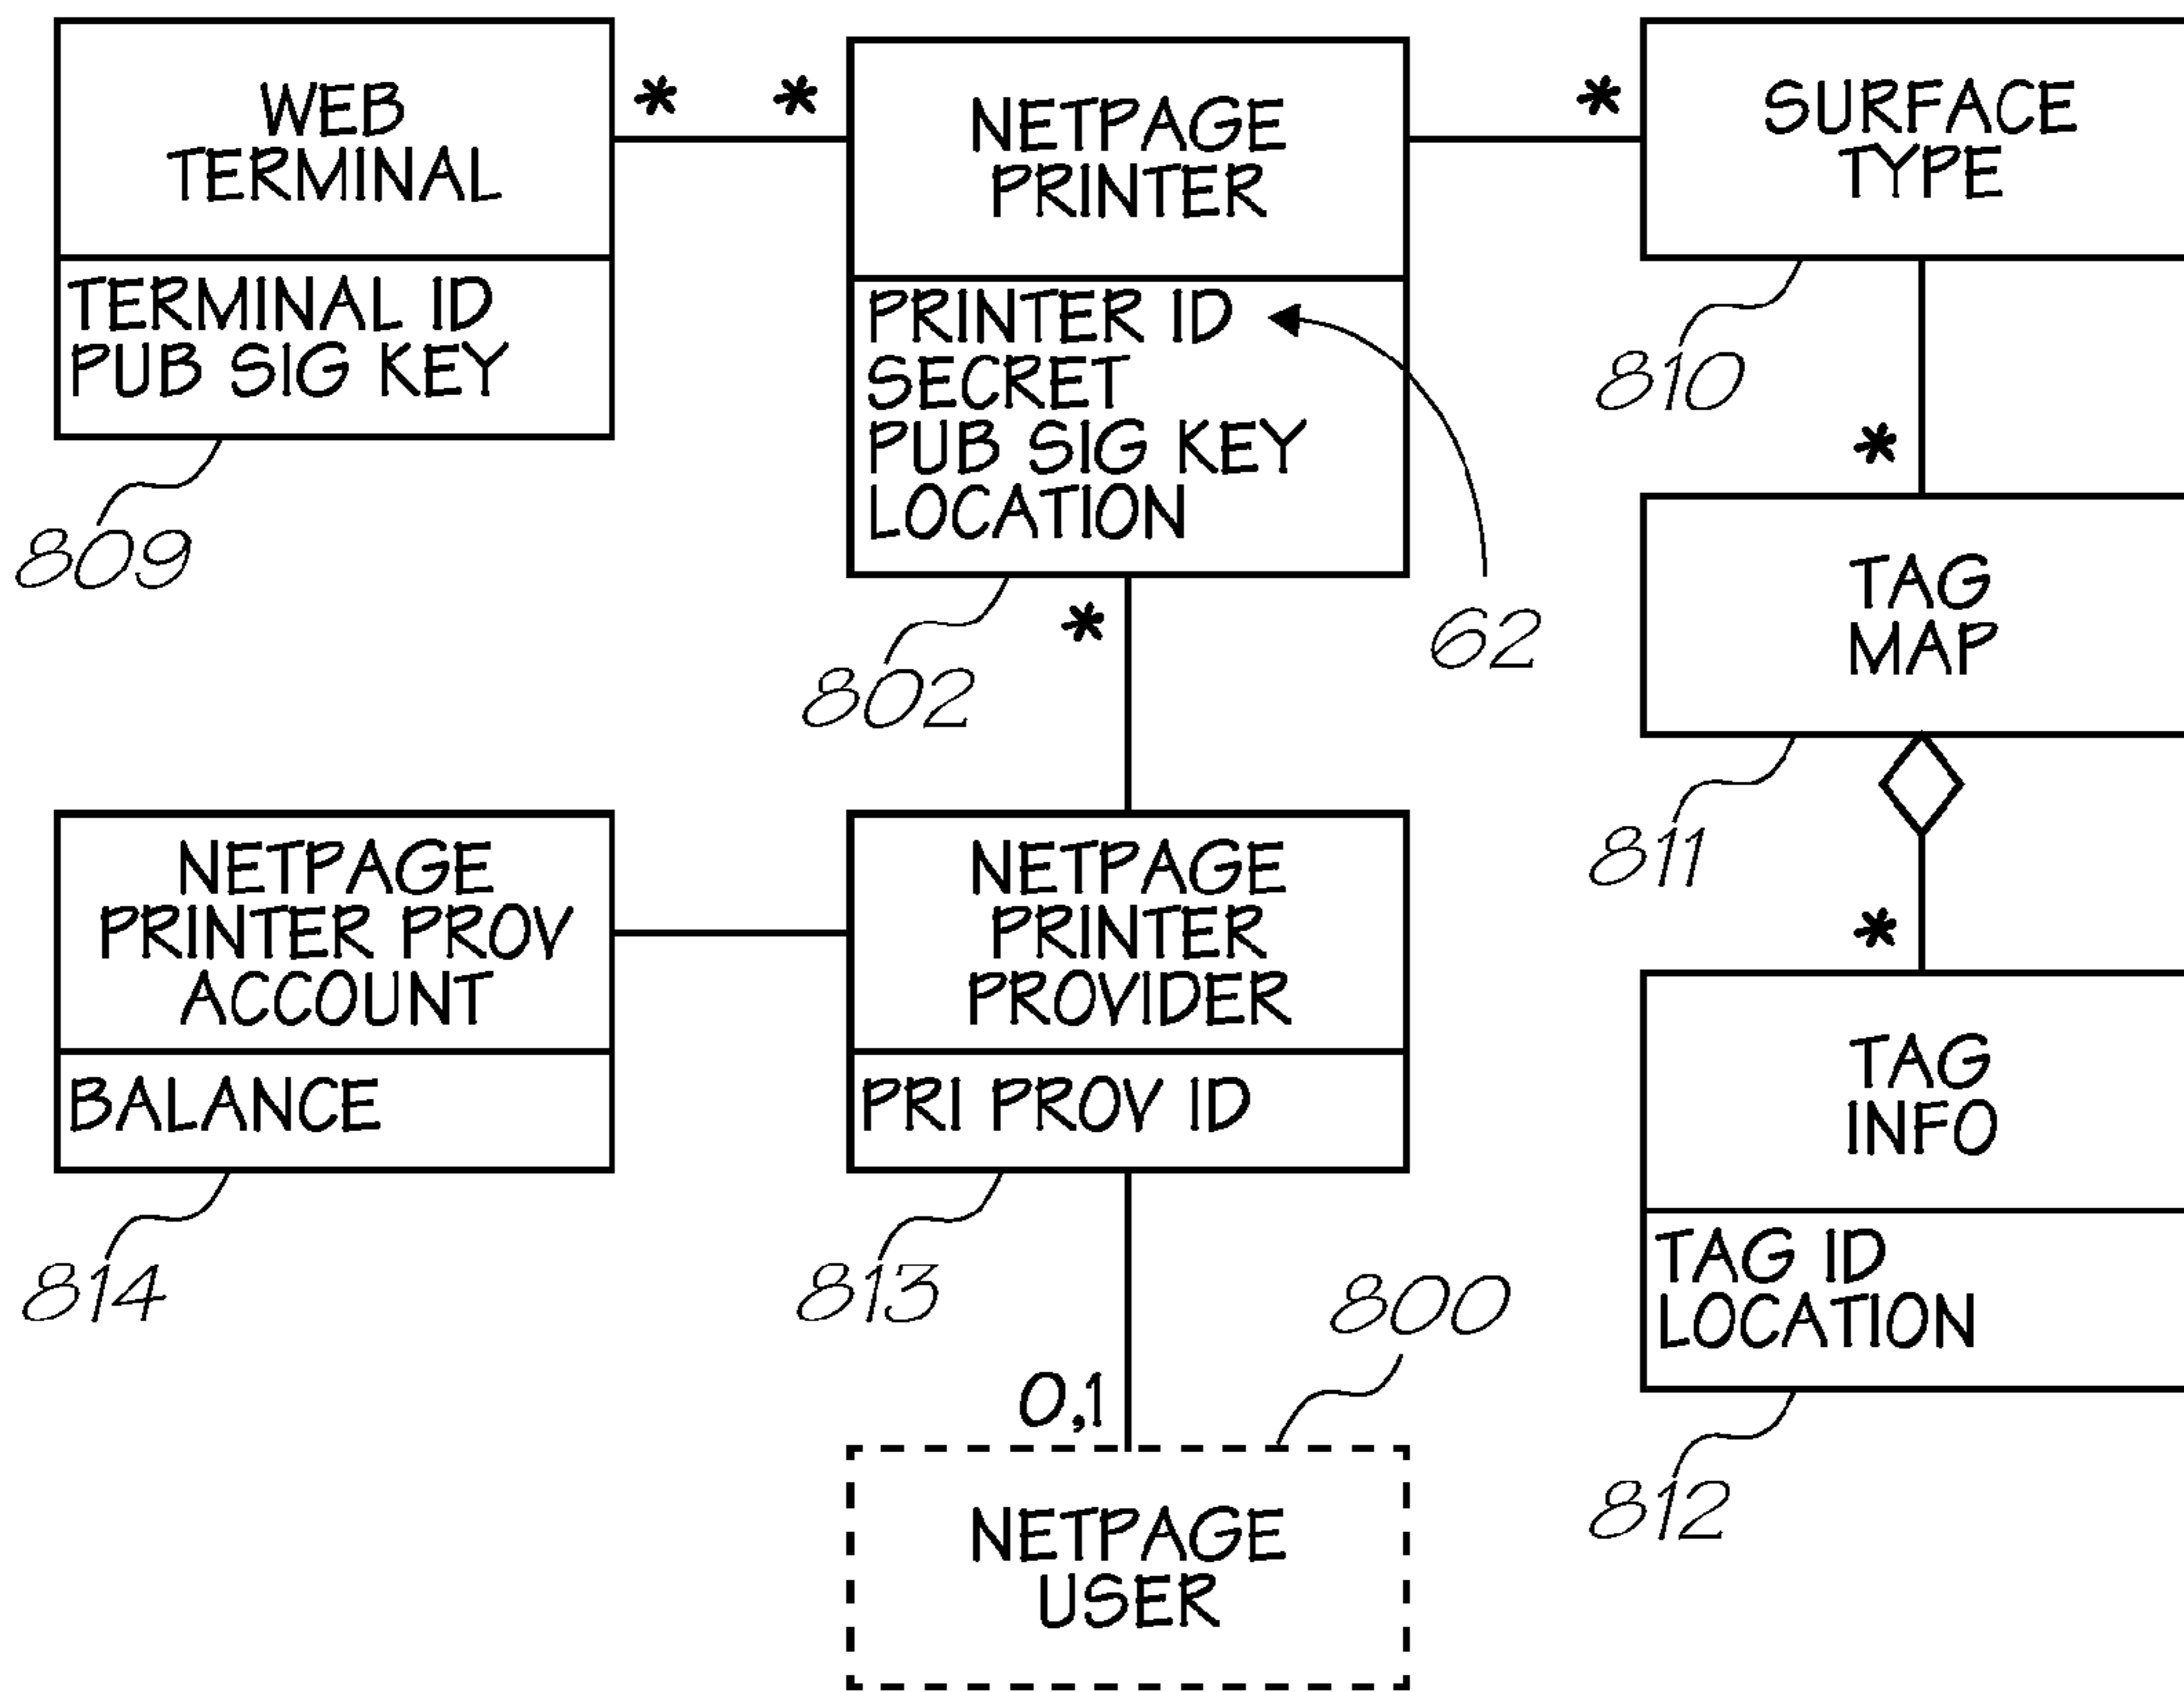 WEB
TERMINAL
TERMINAL ID
PUB SIG KEY
809
*
*
NETPAGE
PRINTER
PRINTER ID
SECRET
PUB SIG KEY
LOCATION
62
802
*
*
SURFACE
TYPE
810
*
TAG
MAP
811
*
TAG
INFO
TAG ID
LOCATION
812
NETPAGE
PRINTER PROV
ACCOUNT
BALANCE
814
NETPAGE
PRINTER
PROVIDER
PRI PROV ID
813
0,1
800
NETPAGE
USER